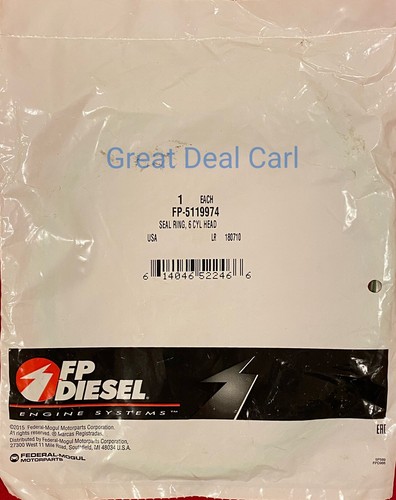 Great Deal Carl
1 EACH
FP-5119974
SEAL RING, 6 CYL HEAD
USA LR 180710
6 14046 52246 6
FP
DIESEL®
ENGINE SYSTEMS™
©2015 Federal-Mogul Motorparts Corporation.
All rights reserved. ® Marcas Registradas.
Distributed by Federal-Mogul Motorparts Corporation,
27300 West 11 Mile Road, Southfield, MI 48034 U.S.A.
FEDERAL-MOGUL
MOTORPARTS
EAC